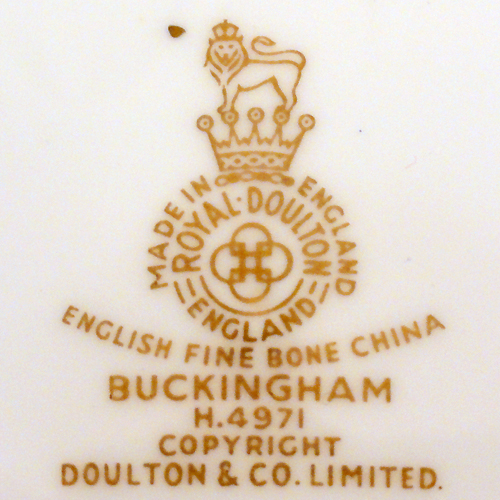 MADE IN ENGLAND
ROYAL·DOULTON
ENGLAND
ENGLISH FINE BONE CHINA
BUCKINGHAM
H.4971
COPYRIGHT
DOULTON & CO. LIMITED.